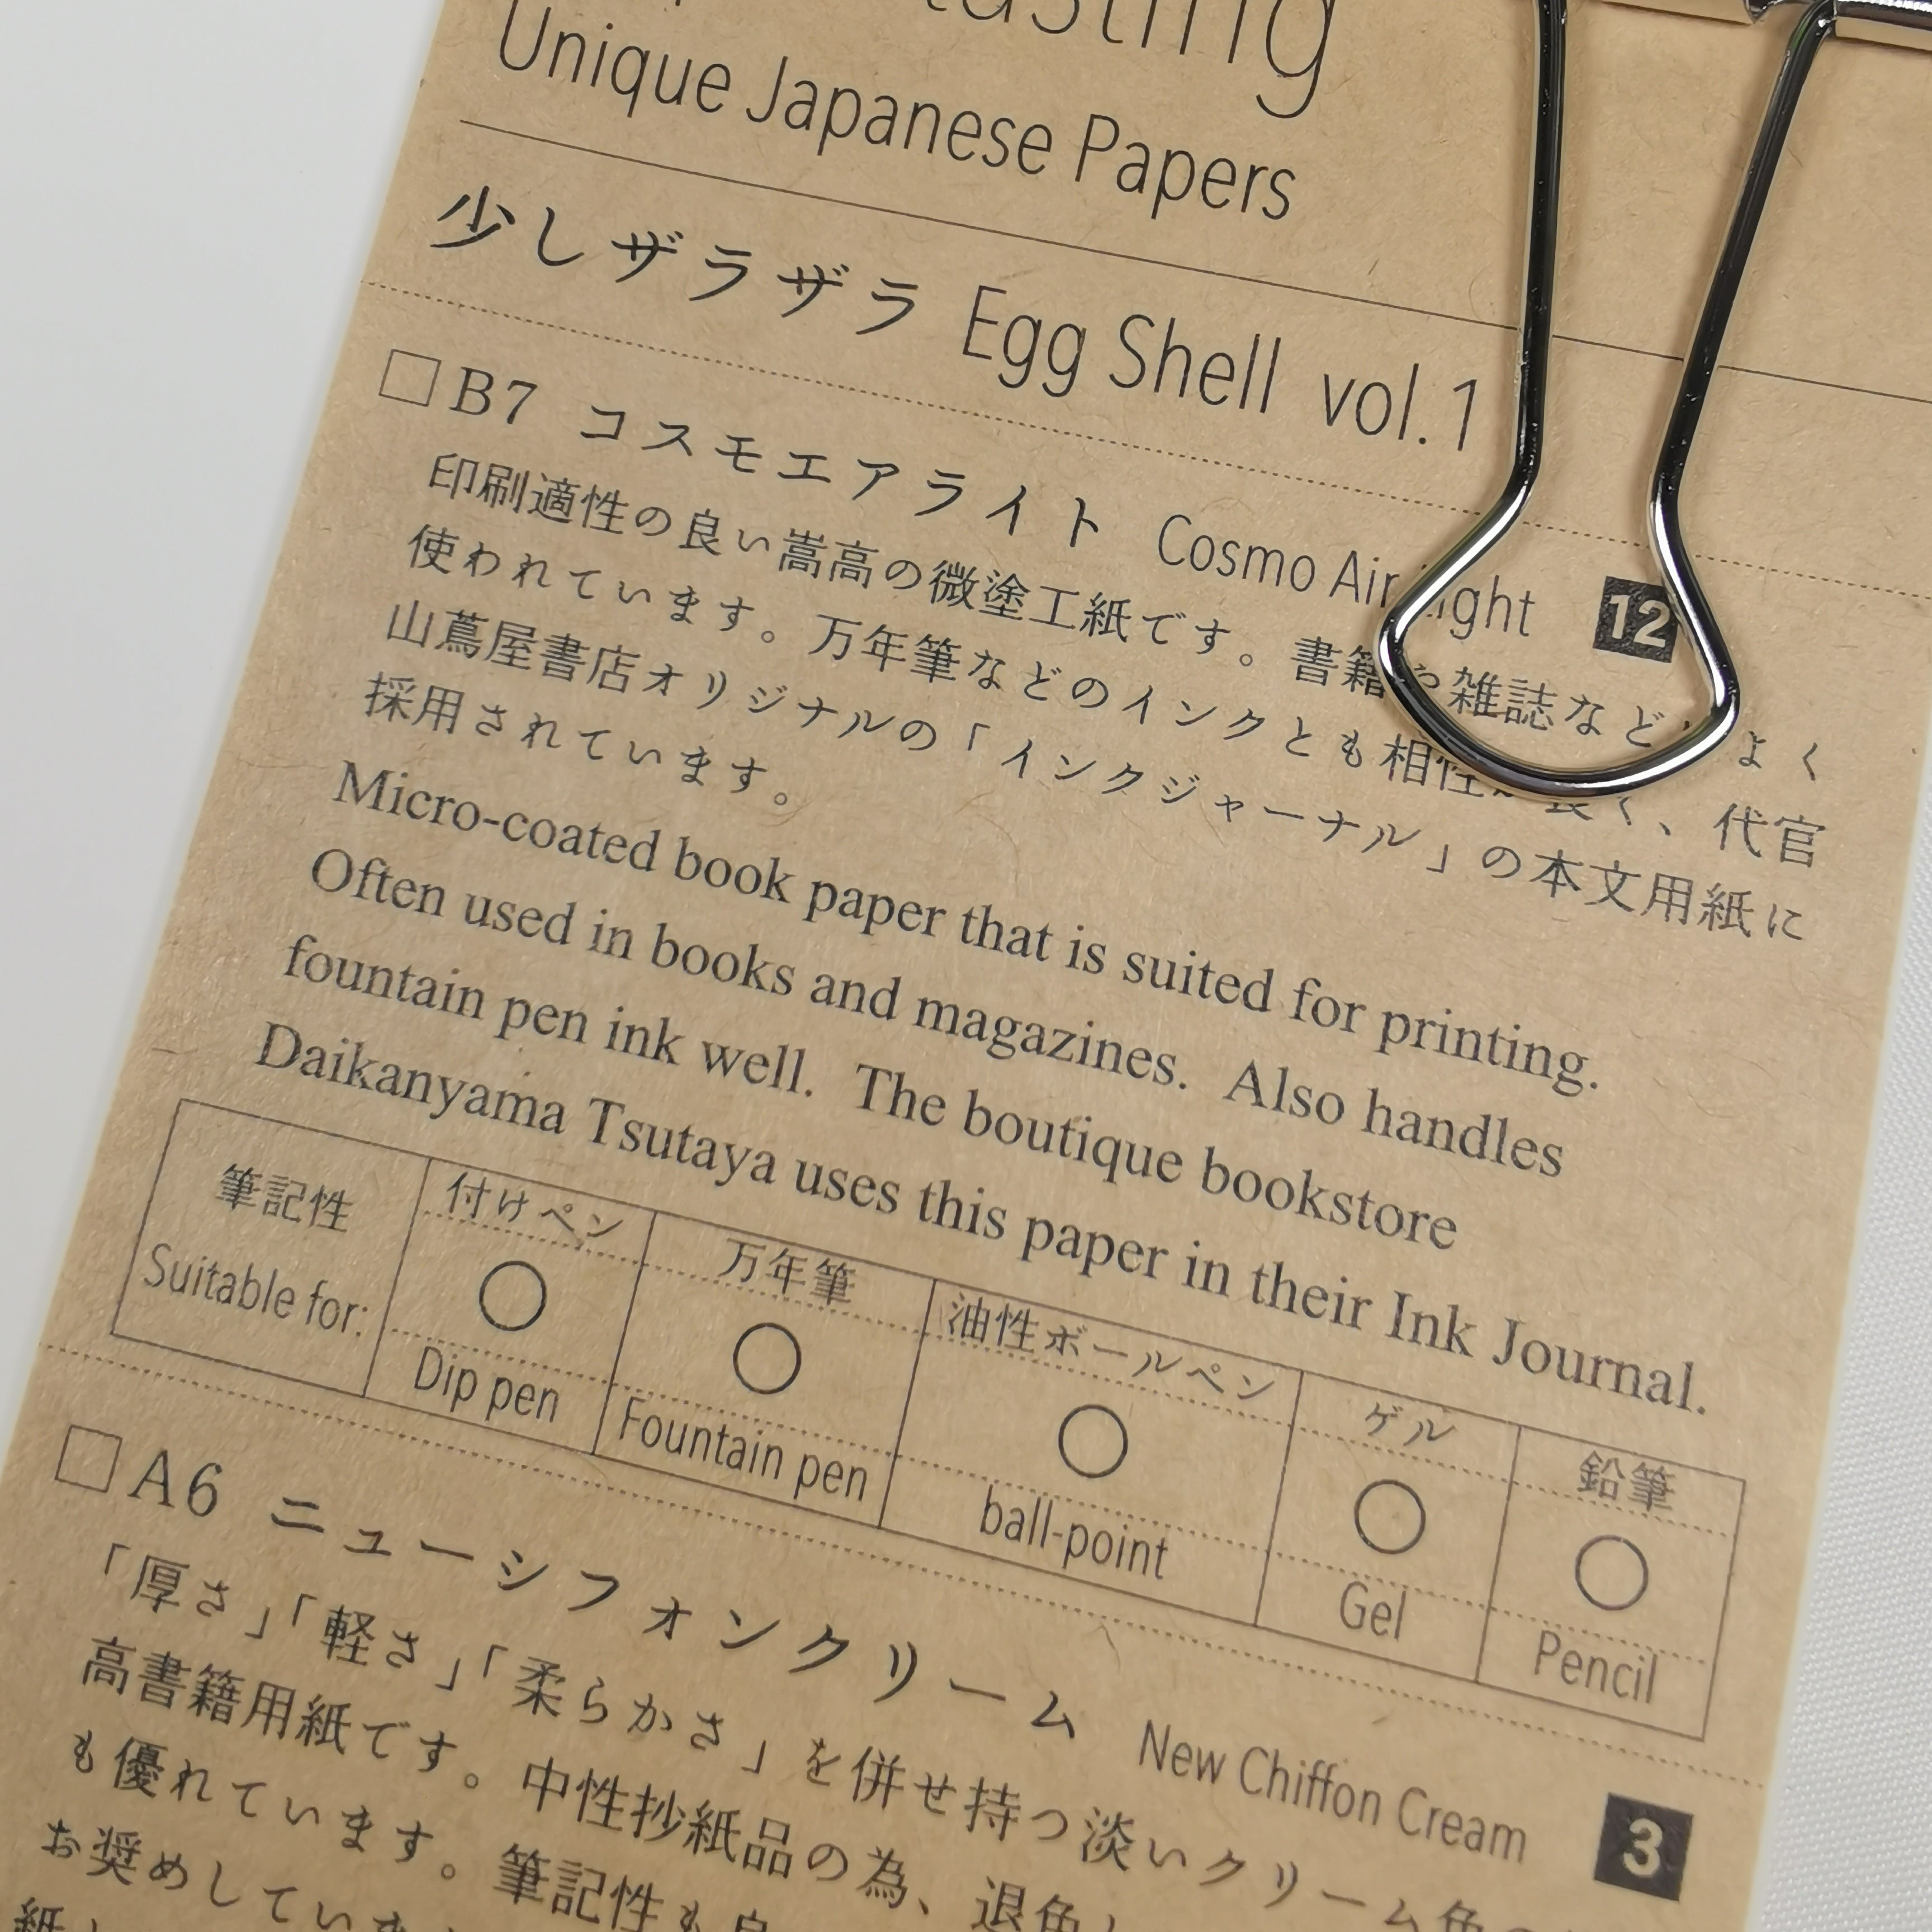 Unique Japanese Papers
少しザラザラ Egg Shell vol.1
□B7 コスモエアライト Cosmo Air Light 12
印刷適性の良い嵩高の微塗工紙です。書籍や雑誌など よく
使われています。万年筆などのインクとも相性が良く、代官
山蔦屋書店オリジナルの「インクジャーナル」の本文用紙に
採用されています。
Micro-coated book paper that is suited for printing.
Often used in books and magazines. Also handles
fountain pen ink well. The boutique bookstore
Daikanyama Tsutaya uses this paper in their Ink Journal.
筆記性 付けペン 万年筆 油性ボールペン ゲル 鉛筆
Suitable for: ○ ○ ○ ○ ○
Dip pen Fountain pen ball-point Gel Pencil
□A6 ニューシフォンクリーム New Chiffon Cream 3
「厚さ」「軽さ」「柔らかさ」を併せ持つ淡いクリーム色の
高書籍用紙です。中性抄紙品の為、退色
も優れています。筆記性も良
お奨めしています